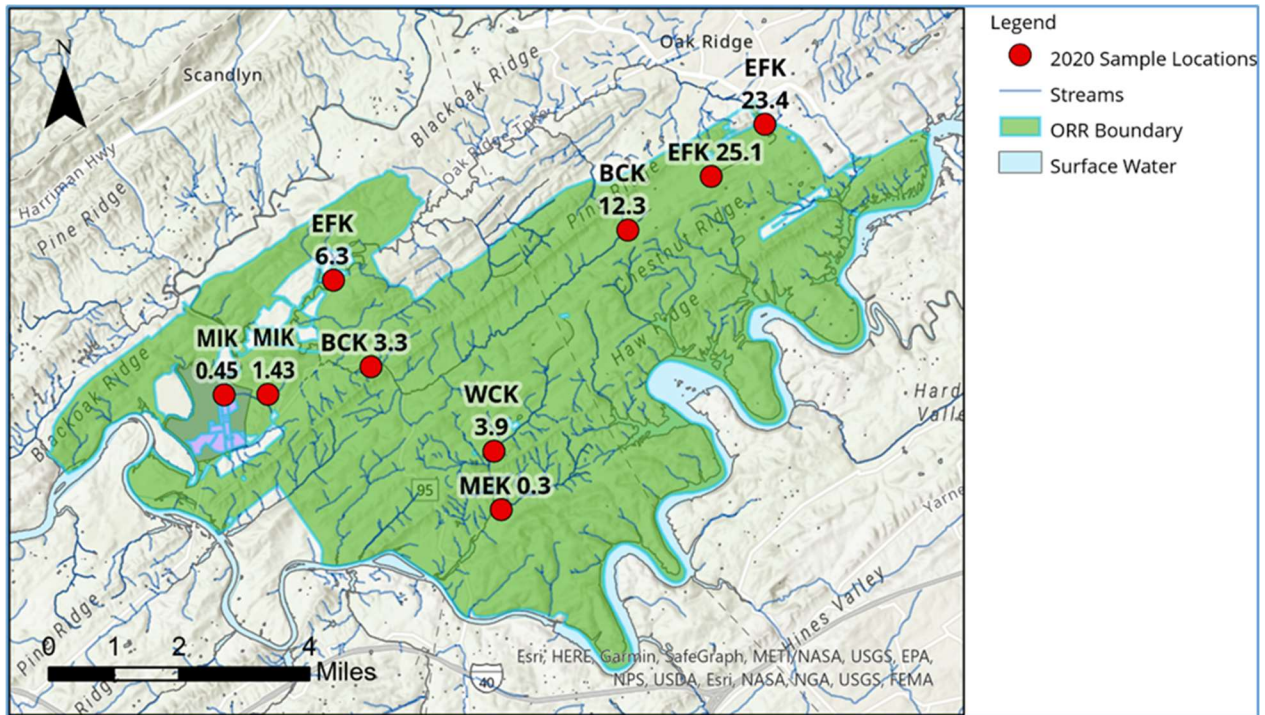 Legend
2020 Sample Locations
Streams
ORR Boundary
Surface Water
N
Scandlyn
Oak Ridge
Blackoak Ridge
Oak Ridge Tpke
Harriman Hwy
Pine Ridge
EFK
23.4
EFK 25.1
BCK
12.3
Chestnut Ridge
EFK
6.3
Haw Ridge
MIK
0.45
MIK
1.43
BCK 3.3
Blackoak Ridge
WCK
3.9
MEK 0.3
95
Hard
Valle
Yarne
Hines Valley
Pine Ridge
Ridge
0 1 2 4
Miles
40
Esri, HERE, Garmin, SafeGraph, METI/NASA, USGS, EPA,
NPS, USDA, Esri, NASA, NGA, USGS, FEMA